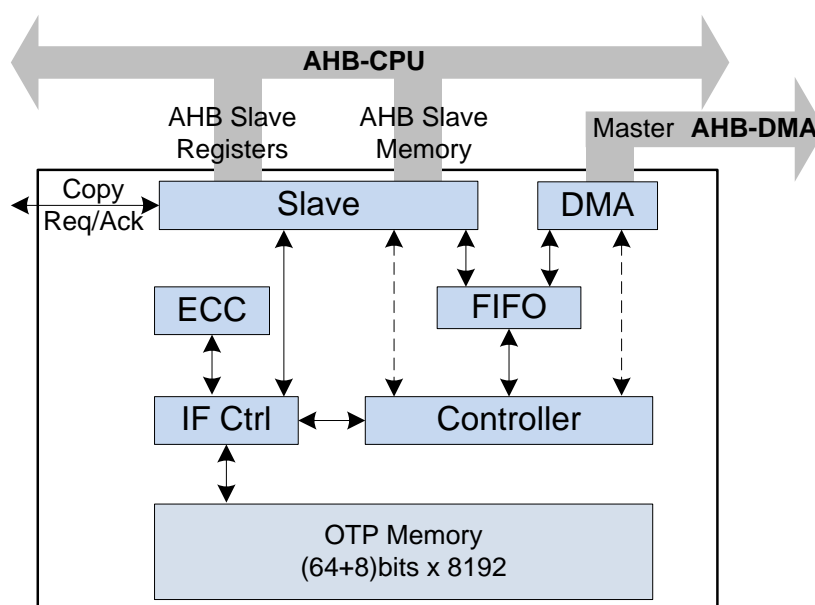 AHB-CPU
AHB Slave
Registers
AHB Slave
Memory
Master AHB-DMA
Copy
Req/Ack
Slave
DMA
ECC
FIFO
IF Ctrl
Controller
OTP Memory
(64+8)bits x 8192